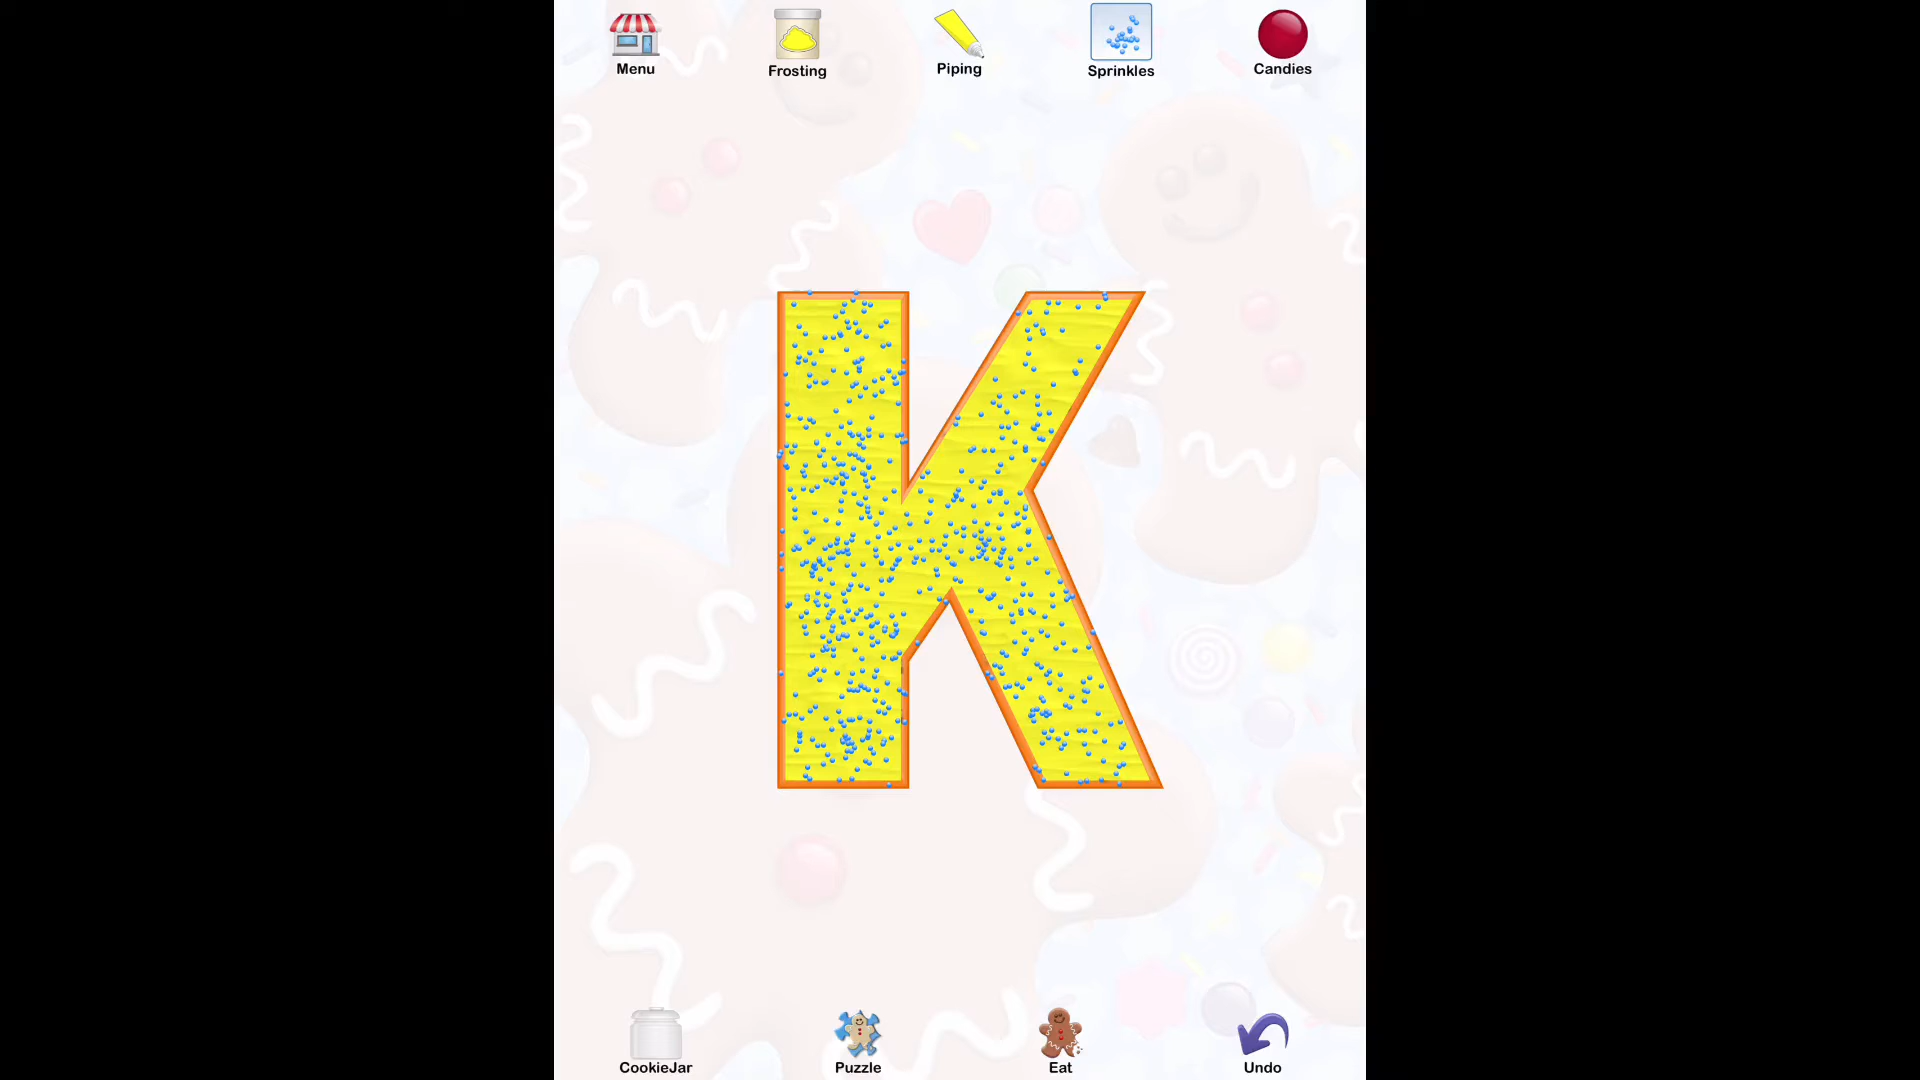 Menu
Frosting
Piping
Sprinkles
Candies
K
CookieJar
Puzzle
Eat
Undo